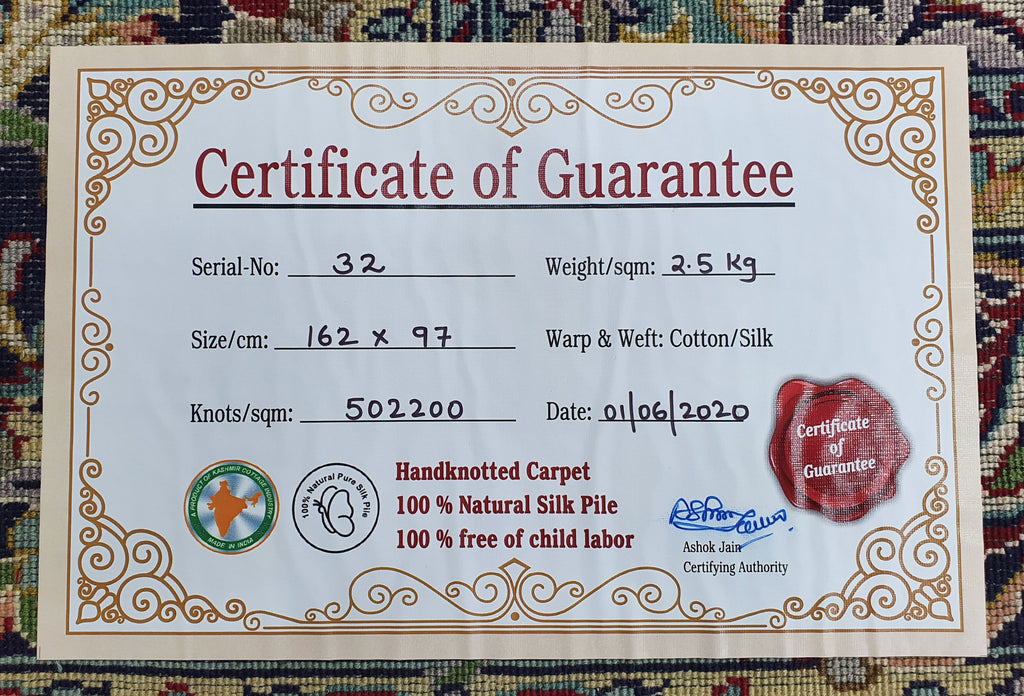 Certificate of Guarantee
Serial-No: 32 Weight/sqm: 2.5 Kg
Size/cm: 162 x 97 Warp & Weft: Cotton/Silk
Knots/sqm: 502200 Date: 01/06/2020
Certificate
of
Guarantee
A PRODUCT OF KASHMIR COTTAGE INDUSTRY
MADE IN INDIA
100% Natural Pure Silk Pile
Handknotted Carpet
100 % Natural Silk Pile
100 % free of child labor
Ashok Jain
Certifying Authority